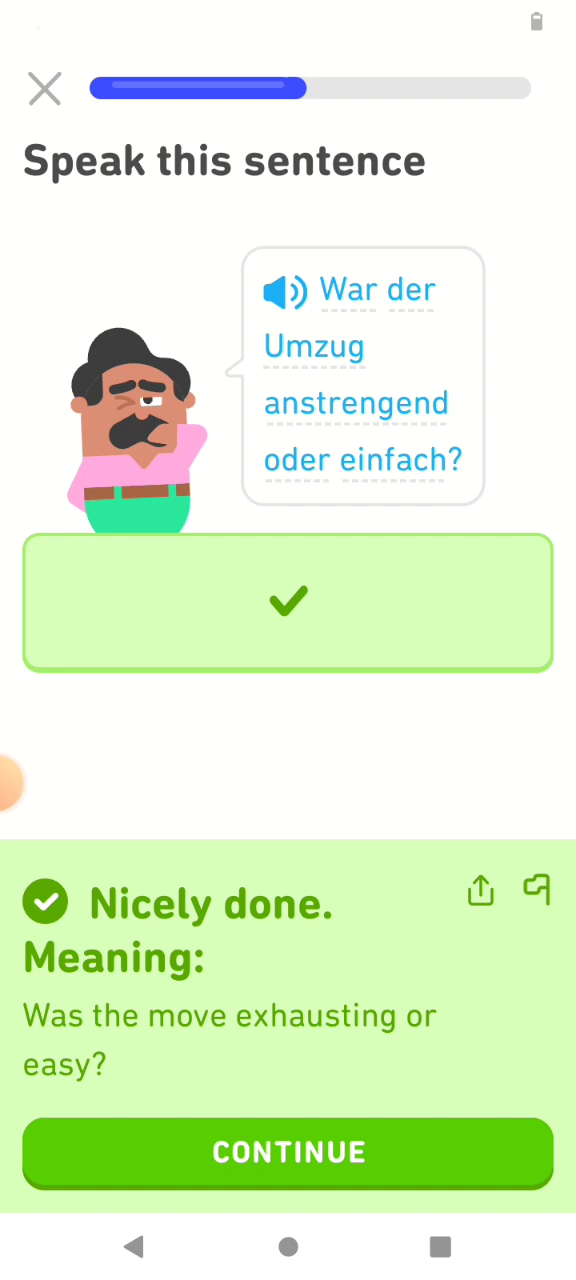 Speak this sentence
War der
Umzug
anstrengend
oder einfach?
Nicely done.
Meaning:
Was the move exhausting or
easy?
CONTINUE